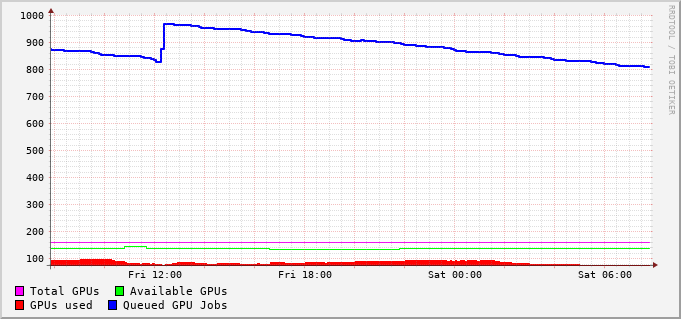 1000
900
800
700
600
500
400
300
200
100
Fri 12:00 Fri 18:00 Sat 00:00 Sat 06:00
Total GPUs Available GPUs
GPUs used Queued GPU Jobs
RRDTOOL / TOBI OETIKER